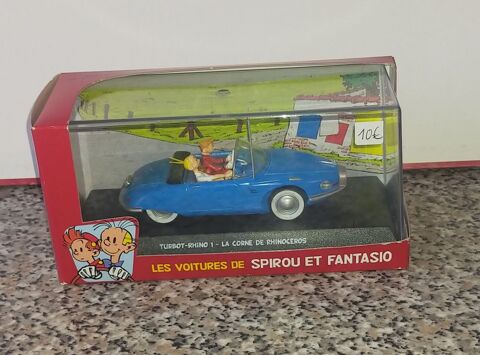 10€
TURBOT-RHINO 1 - LA CORNE DE RHINOCEROS
LES VOITURES DE SPIROU ET FANTASIO